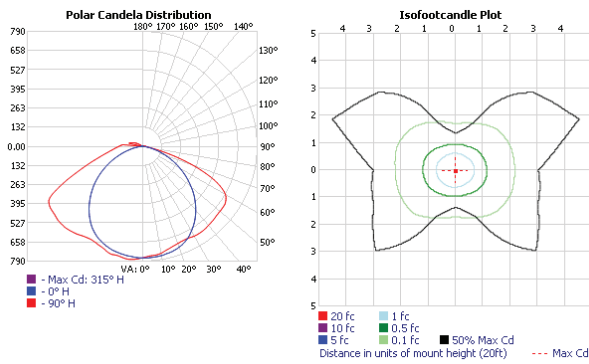 Polar Candela Distribution
790 180° 170° 160° 150° 140°
658
527 130°
395 120°
263 110°
132 100°
0.00 90°
132 80°
263 70°
395 60°
527
658 50°
790 VA: 0° 10° 20° 30° 40°
- Max Cd: 315° H
- 0° H
- 90° H
Isofootcandle Plot
4 3 2 1 0 1 2 3 4
5
4
3
2
1
0
1
2
3
4
5
20 fc 1 fc
10 fc 0.5 fc
5 fc 0.1 fc 50% Max Cd
Distance in units of mount height (20ft) Max Cd